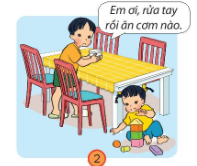 Em ơi, rửa tay
rồi ăn cơm nào.
2